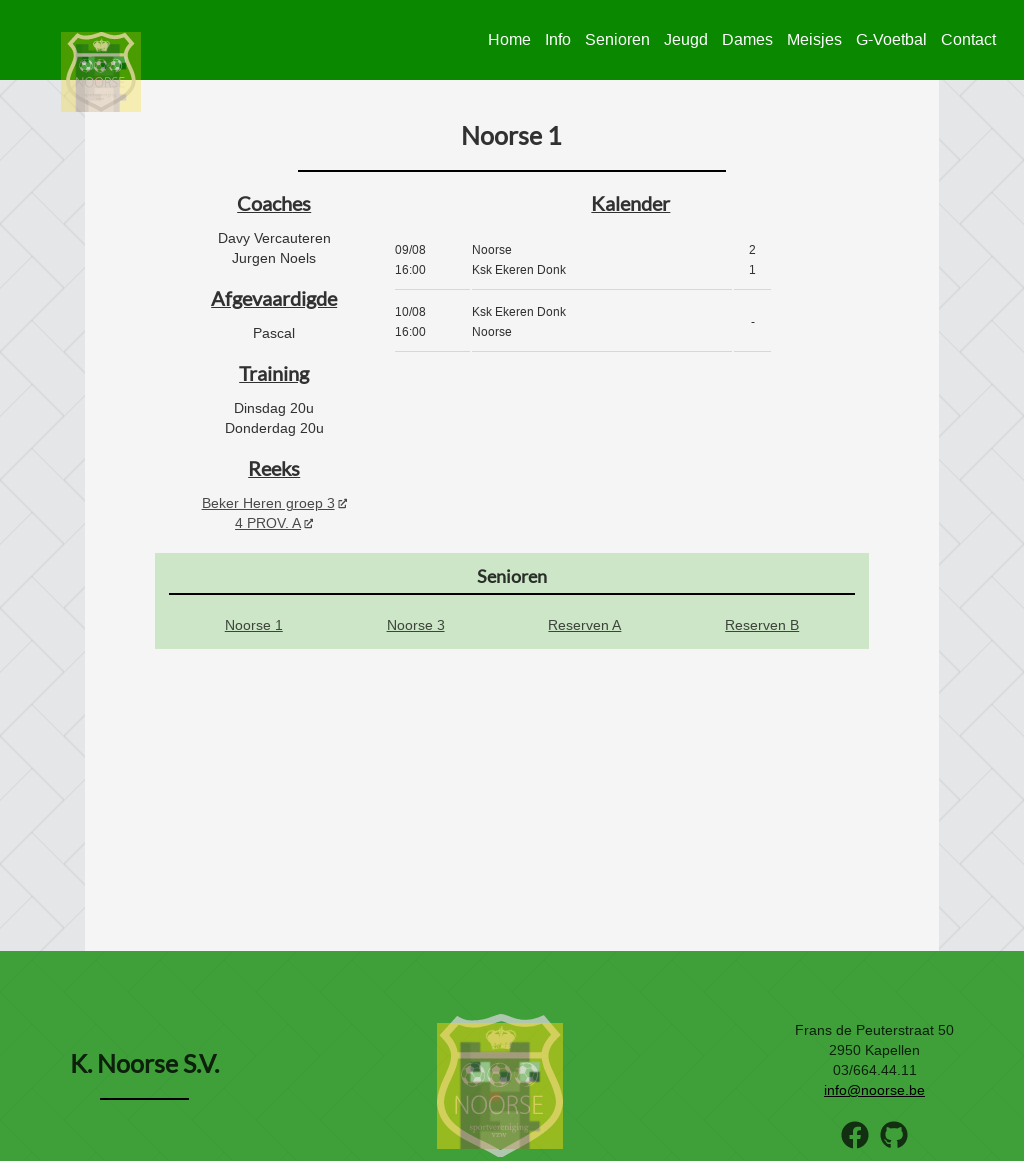 NOORSE
Home Info Senioren Jeugd Dames Meisjes G-Voetbal Contact
Noorse 1
Coaches
Davy Vercauteren
Jurgen Noels
Afgevaardigde
Pascal
Training
Dinsdag 20u
Donderdag 20u
Reeks
Beker Heren groep 3
4 PROV. A
Kalender
09/08 Noorse 2
16:00 Ksk Ekeren Donk 1
10/08 Ksk Ekeren Donk
-
16:00 Noorse
Senioren
Noorse 1 Noorse 3 Reserven A Reserven B
K. Noorse S.V.
NOORSE
sportvereniging
VZW
Frans de Peuterstraat 50
2950 Kapellen
03/664.44.11
info@noorse.be